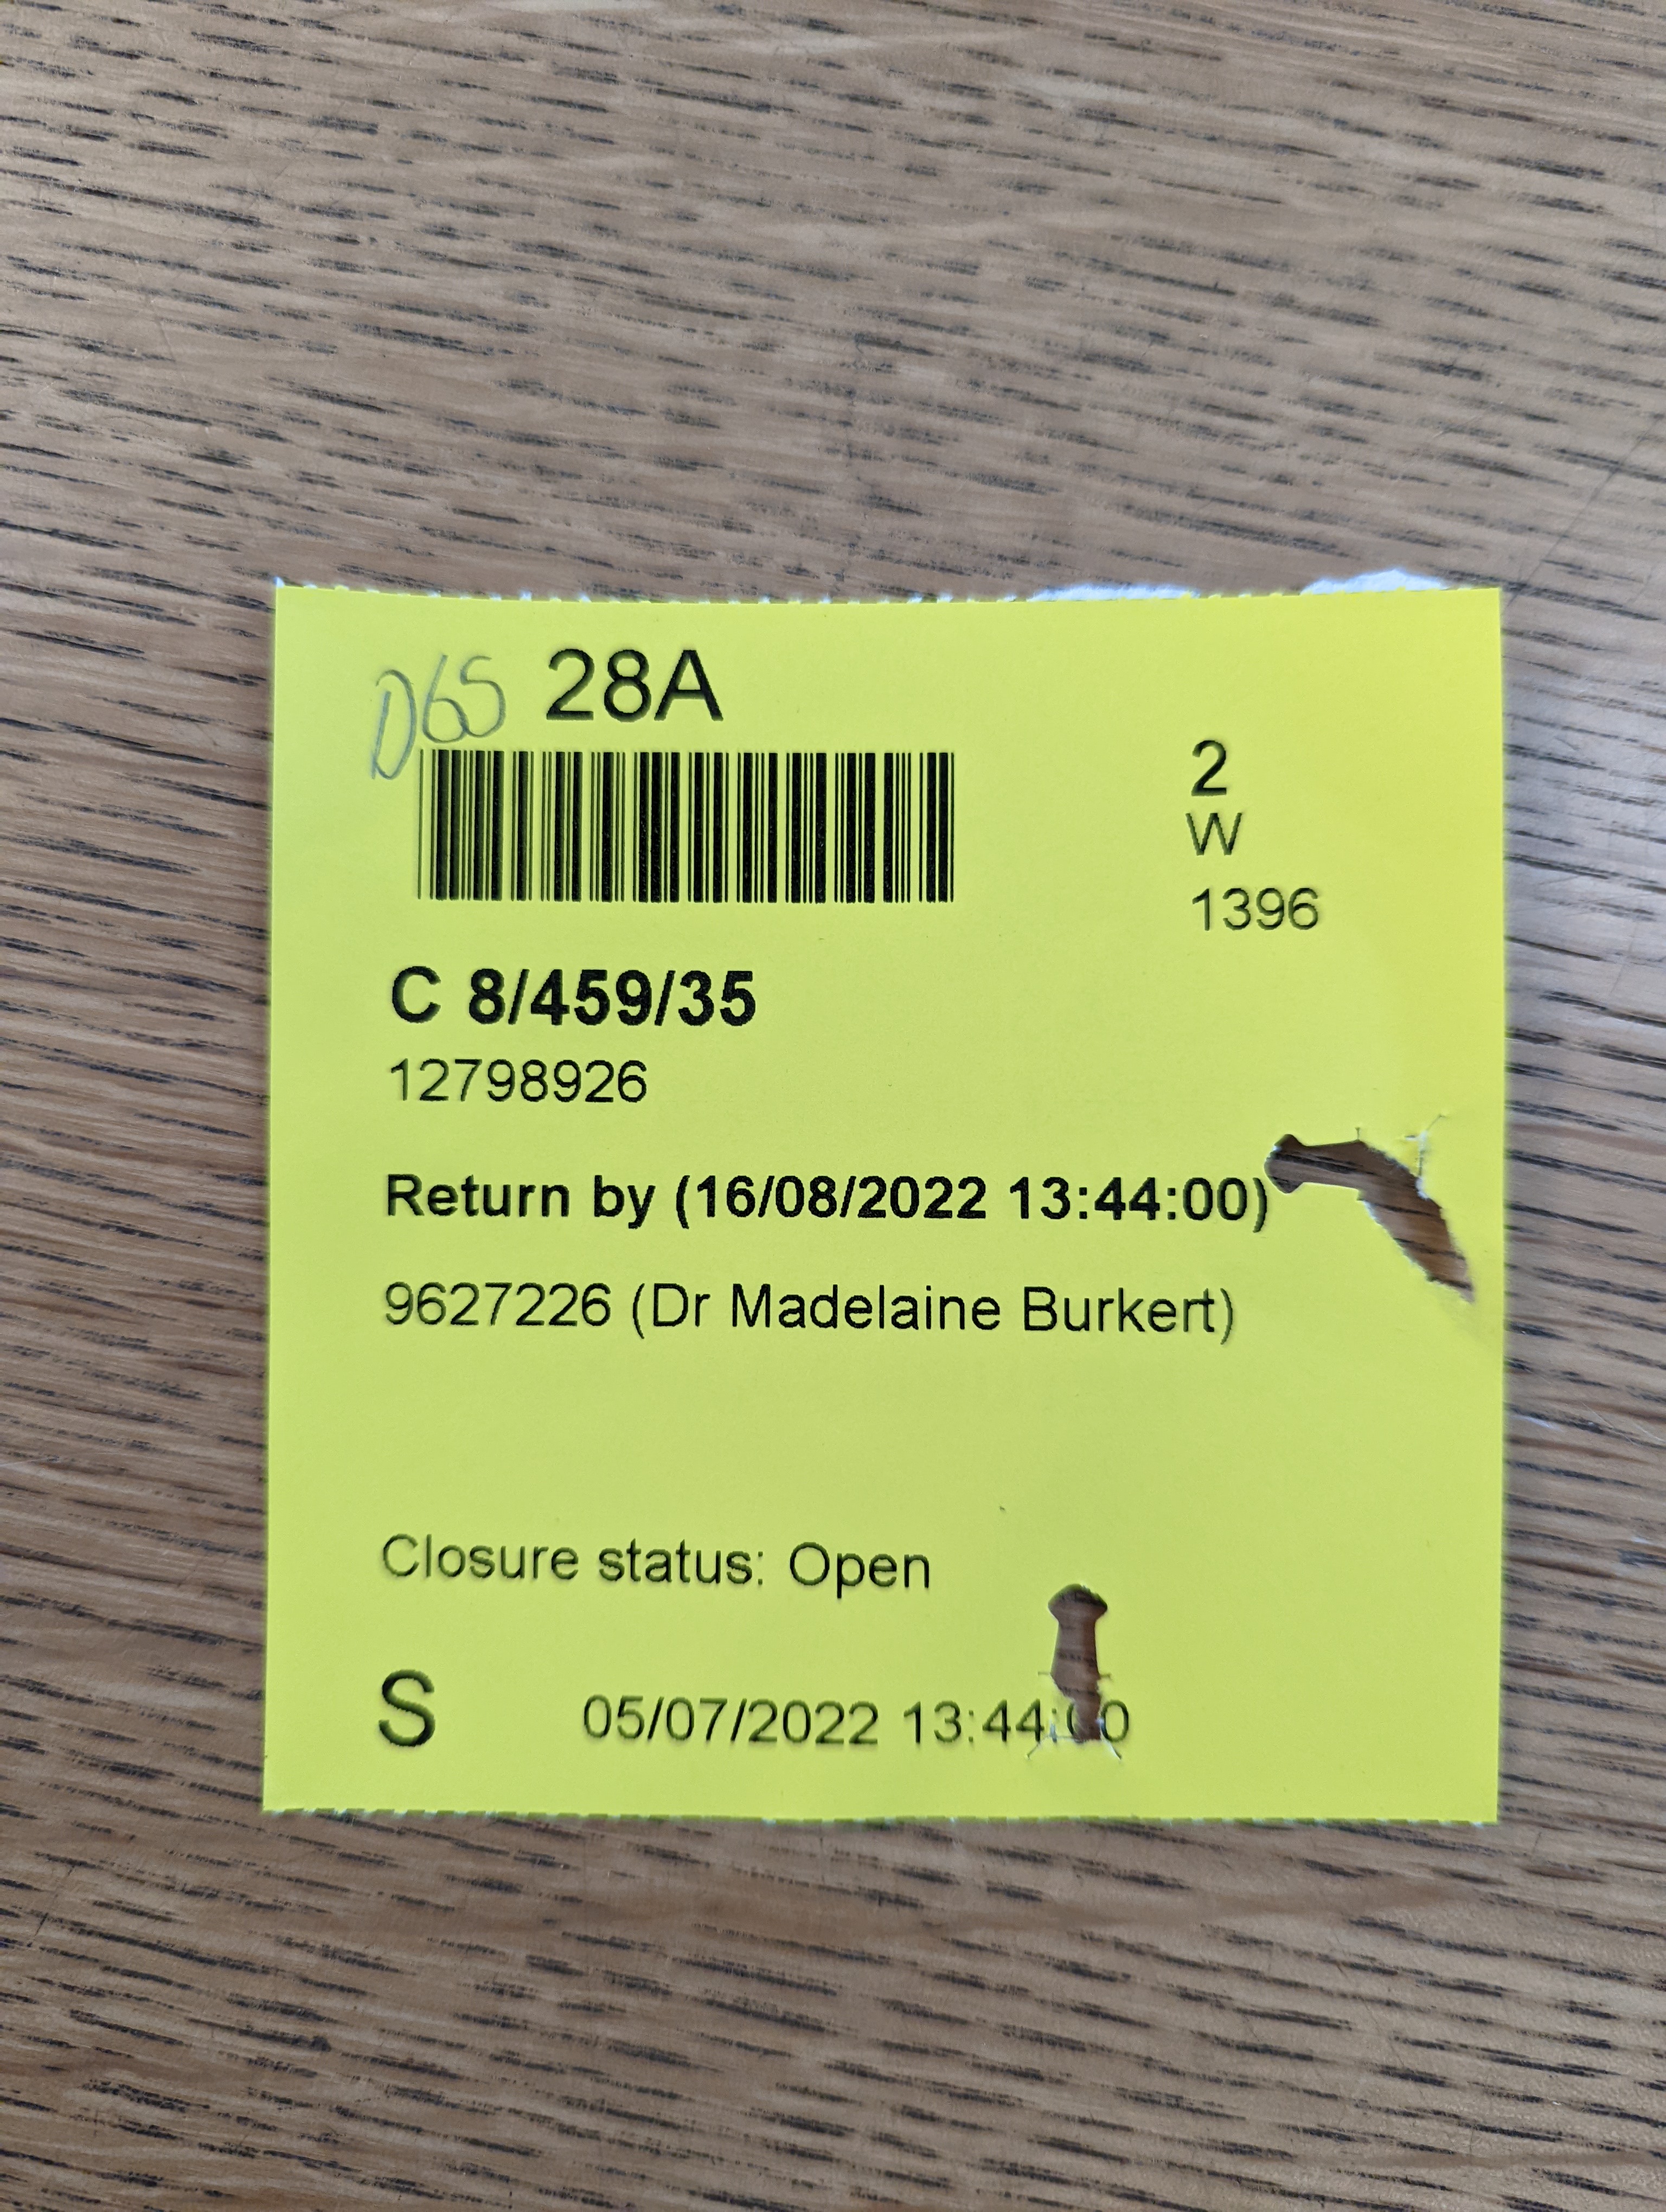 D65 28A
2
W
1396
C 8/459/35
12798926
Return by (16/08/2022 13:44:00)
9627226 (Dr Madelaine Burkert)
Closure status: Open
S 05/07/2022 13:44:00